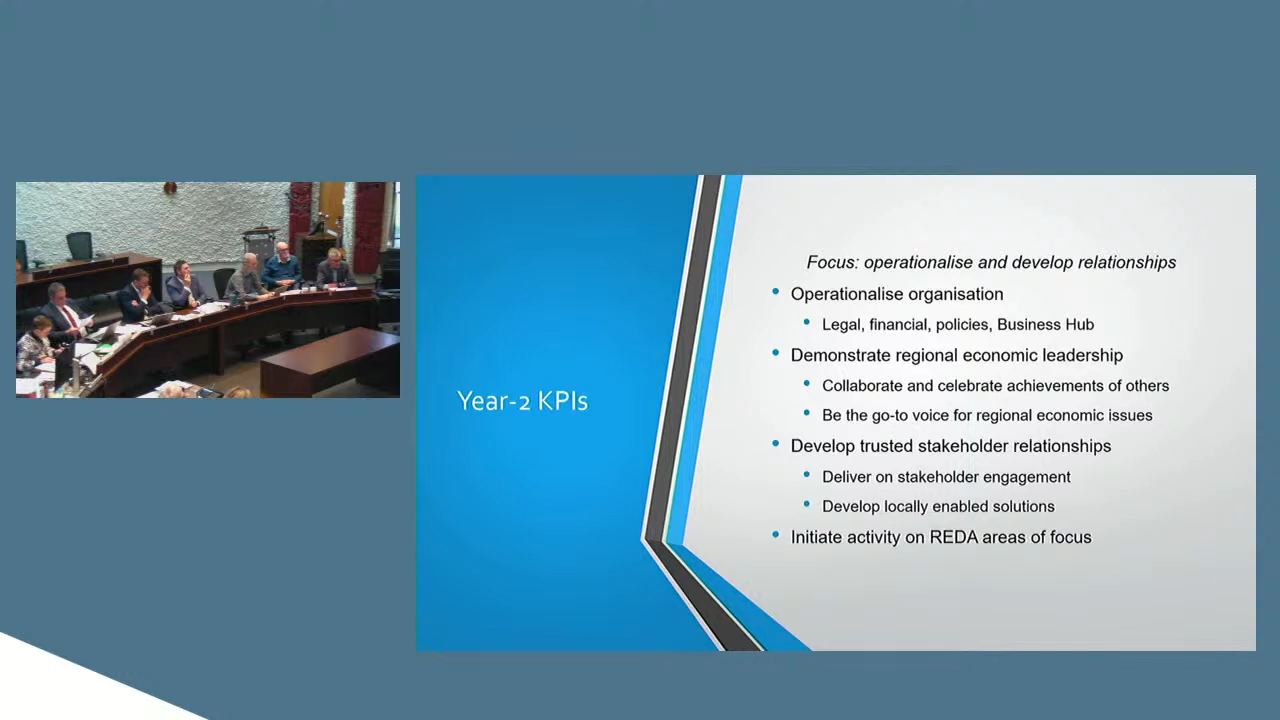 Year-2 KPIs
Focus: operationalise and develop relationships
Operationalise organisation
Legal, financial, policies, Business Hub
Demonstrate regional economic leadership
Collaborate and celebrate achievements of others
Be the go-to voice for regional economic issues
Develop trusted stakeholder relationships
Deliver on stakeholder engagement
Develop locally enabled solutions
Initiate activity on REDA areas of focus